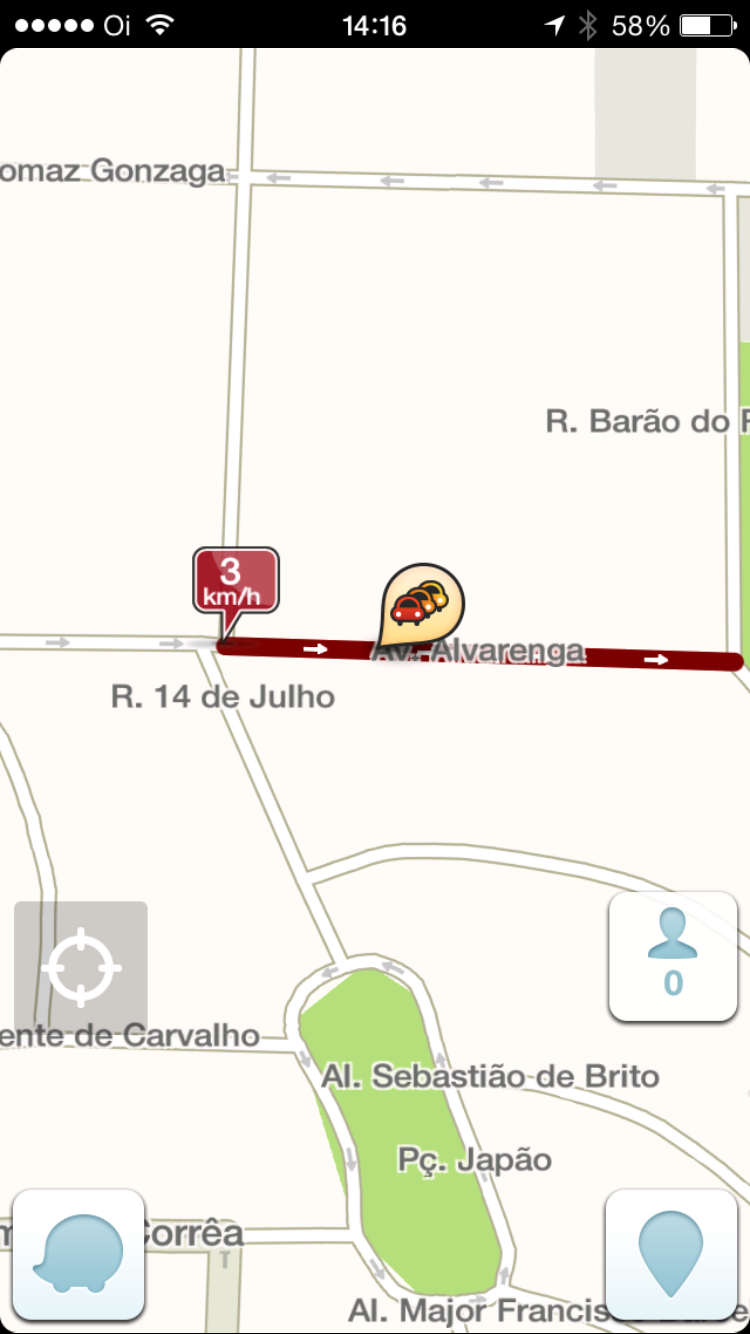 Oi 14:16 58%
omaz Gonzaga
R. Barão do
3
km/h
Av. Alvarenga
R. 14 de Julho
0
ente de Carvalho
Al. Sebastião de Brito
Pç. Japão
Corrêa
Al. Major Francis